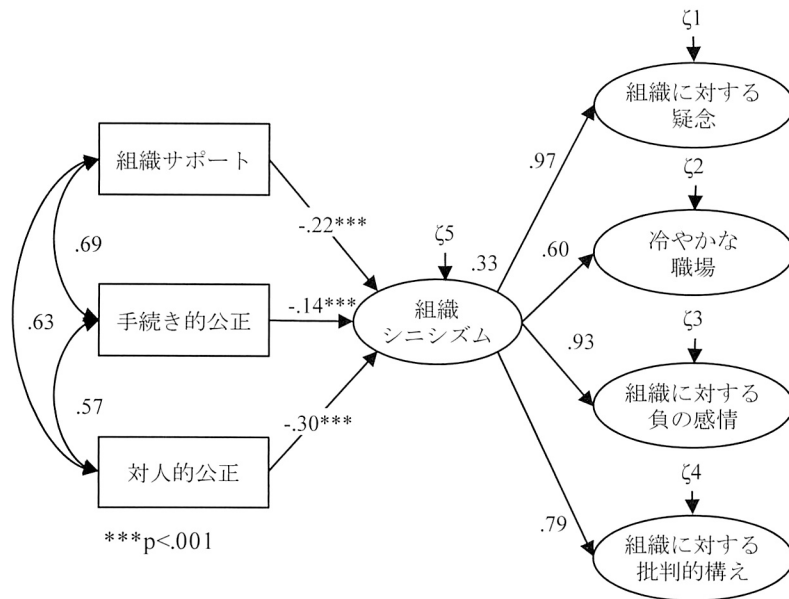 ζ1
組織に対する
疑念
組織サポート
.97
ζ2
-.22***
ζ5
.33
.60
冷やかな
職場
.69
手続き的公正
-.14***
組織
シニシズム
.63
.93
ζ3
.57
-.30***
組織に対する
負の感情
対人的公正
ζ4
.79
***p<.001
組織に対する
批判的構え